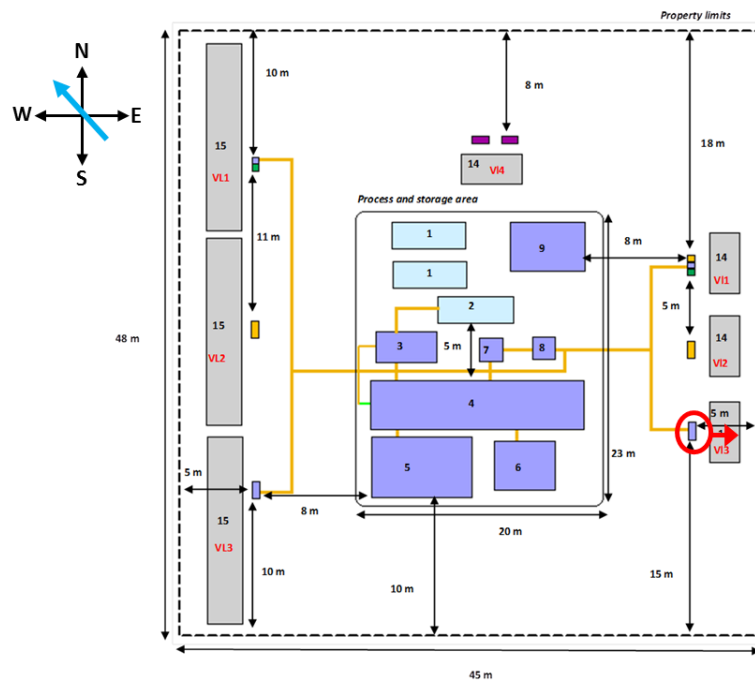 Property limits
N
W E
S
10 m
8 m
18 m
15
VL1
14 VI4
Process and storage area
11 m
1
9
8 m
14
VI1
1
5 m
2
15
VL2
48 m
3
5 m
7
8
14
VI2
4
5 m
VI3
5
6
23 m
5 m
15
VL3
8 m
20 m
10 m
10 m
15 m
45 m